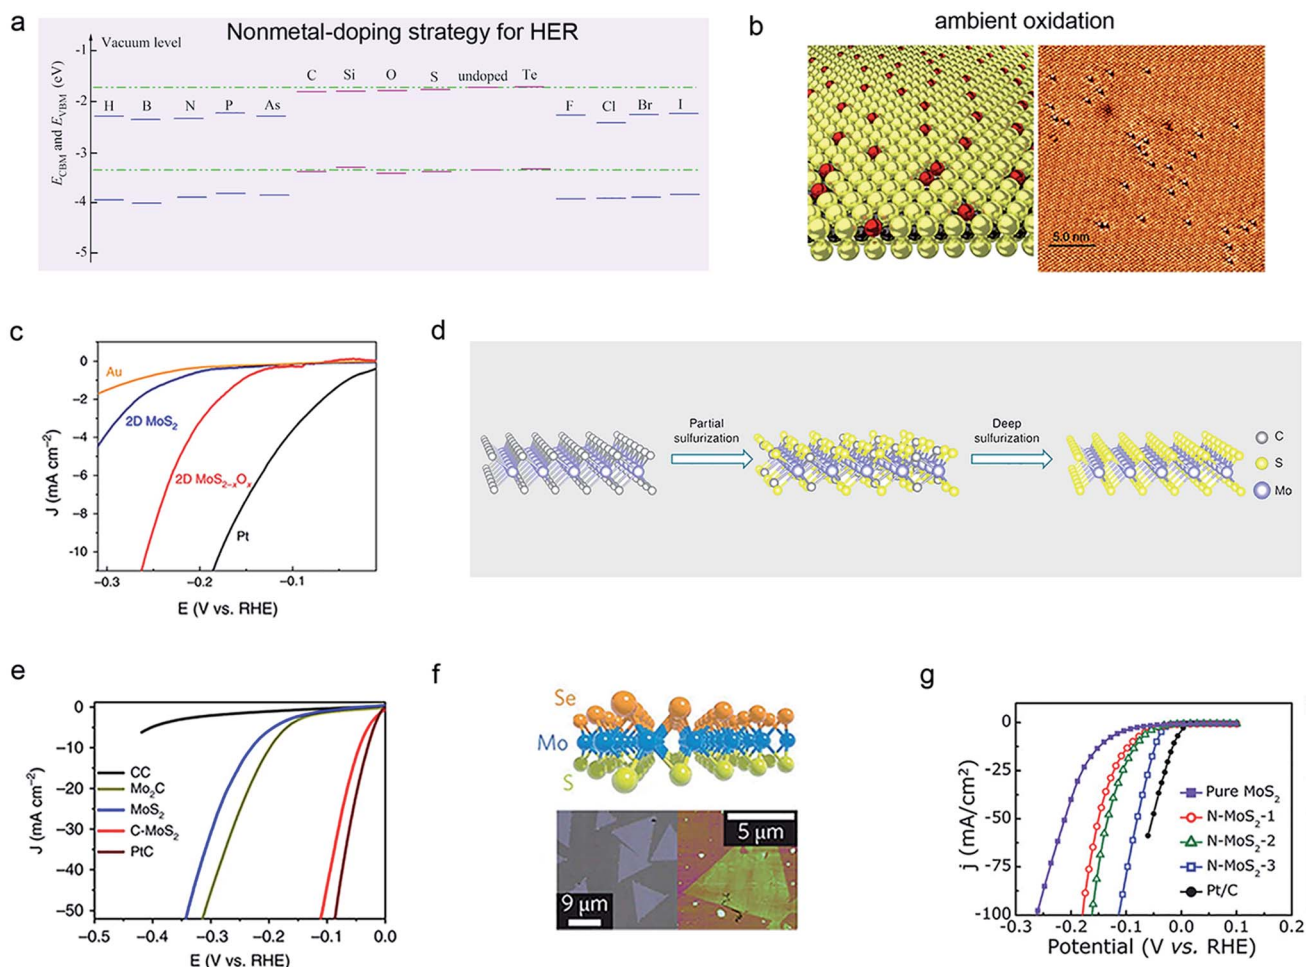 a
Nonmetal-doping strategy for HER
Vacuum level
E_CBM and E_VBM (eV)
-1
-2
-3
-4
-5
H B N P As C Si O S undoped Te F Cl Br I
b
ambient oxidation
5.0 nm
c
J (mA cm⁻²)
0
-2
-4
-6
-8
-10
Au
2D MoS₂
2D MoS₂₋ₓOₓ
Pt
−0.3 −0.2 −0.1
E (V vs. RHE)
d
Partial
sulfurization
Deep
sulfurization
C
S
Mo
e
J (mA cm⁻²)
0
−10
−20
−30
−40
−50
CC
Mo₂C
MoS₂
C-MoS₂
PtC
−0.5 −0.4 −0.3 −0.2 −0.1 0.0
E (V vs. RHE)
f
Se
Mo
S
9 μm
5 μm
g
j (mA/cm²)
0
-25
-50
-75
-100
Pure MoS₂
N-MoS₂-1
N-MoS₂-2
N-MoS₂-3
Pt/C
-0.3 -0.2 -0.1 0.0 0.1 0.2
Potential (V vs. RHE)